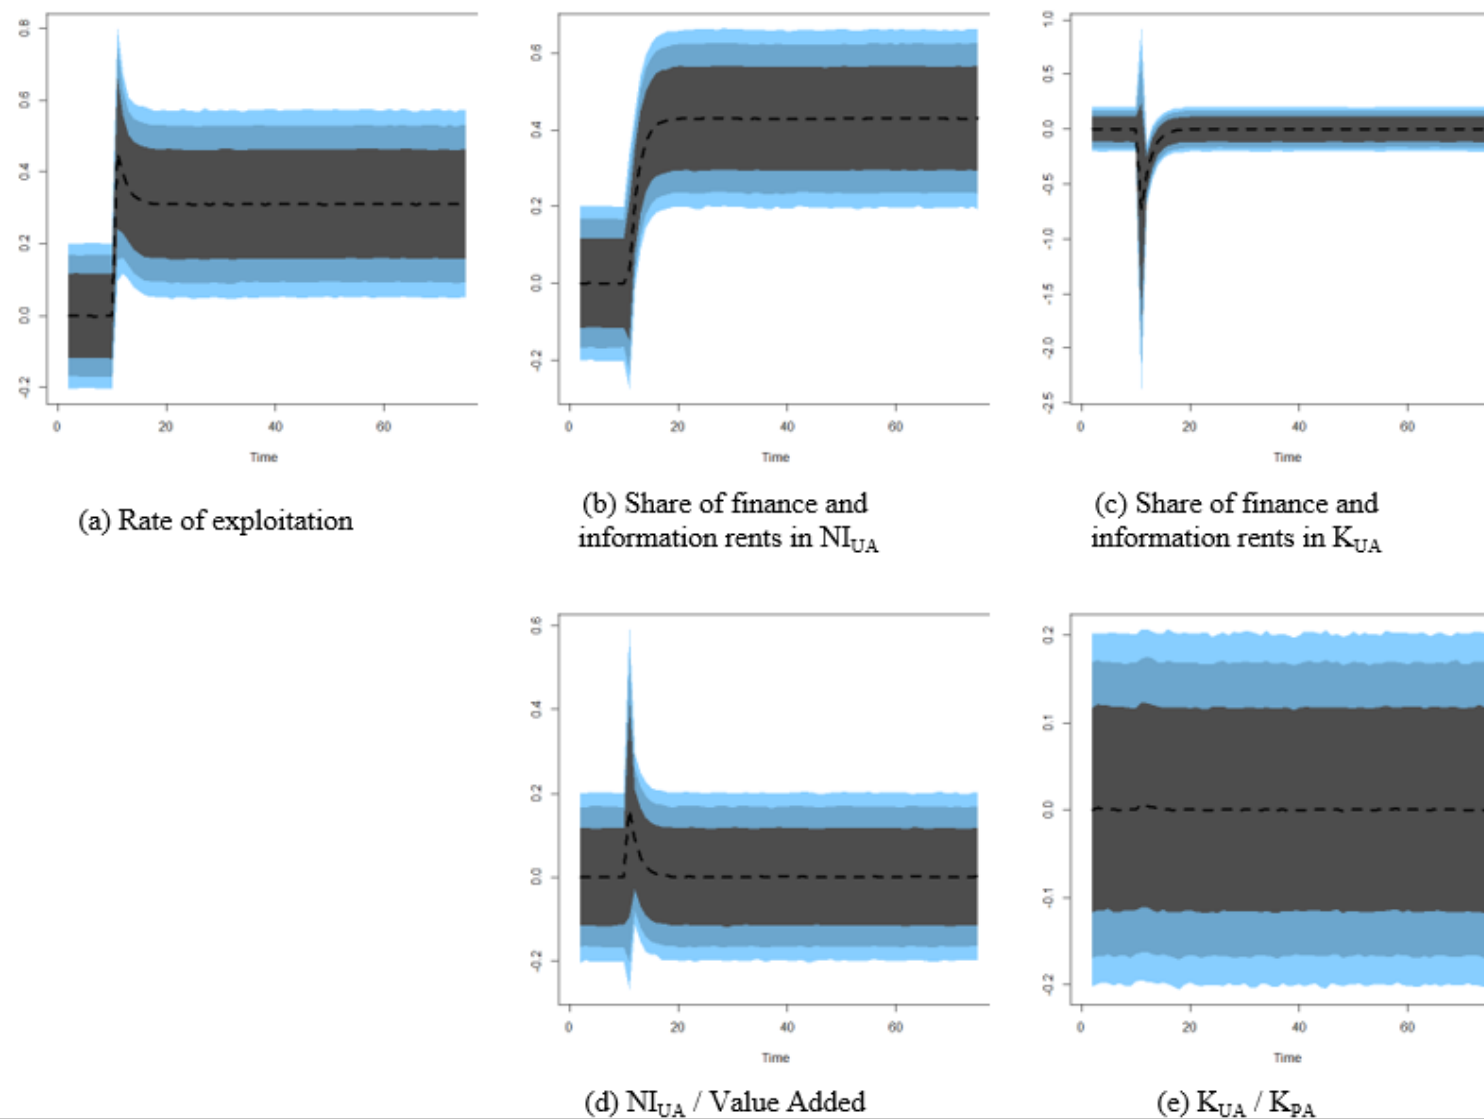 0.8
0.6
0.4
0.2
0.0
-0.2
0 20 40 60
Time
(a) Rate of exploitation
0.6
0.4
0.2
0.0
-0.2
0 20 40 60
Time
(b) Share of finance and
information rents in NI_UA
1.0
0.5
0.0
-0.5
-1.0
-1.5
-2.0
-2.5
0 20 40 60
Time
(c) Share of finance and
information rents in K_UA
0.6
0.4
0.2
0.0
-0.2
0 20 40 60
Time
(d) NI_UA / Value Added
0.2
0.1
0.0
-0.1
-0.2
0 20 40 60
Time
(e) K_UA / K_PA